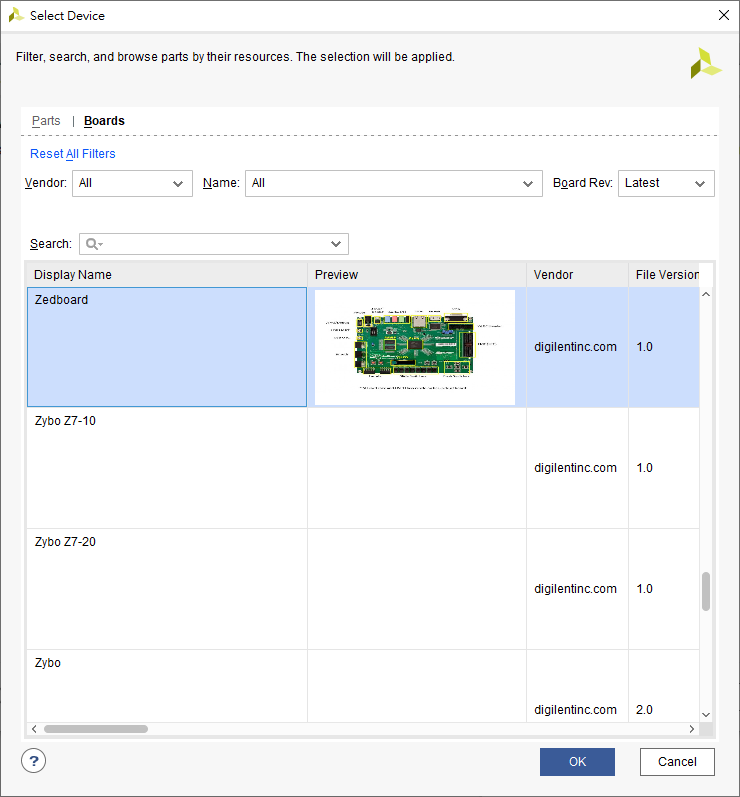 Select Device
Filter, search, and browse parts by their resources. The selection will be applied.
Parts | Boards
Reset All Filters
Vendor: All Name: All Board Rev: Latest
Search:
Display Name Preview Vendor File Version
Zedboard
digilentinc.com 1.0
Zybo Z7-10
digilentinc.com 1.0
Zybo Z7-20
digilentinc.com 1.0
Zybo
digilentinc.com 2.0
? OK Cancel